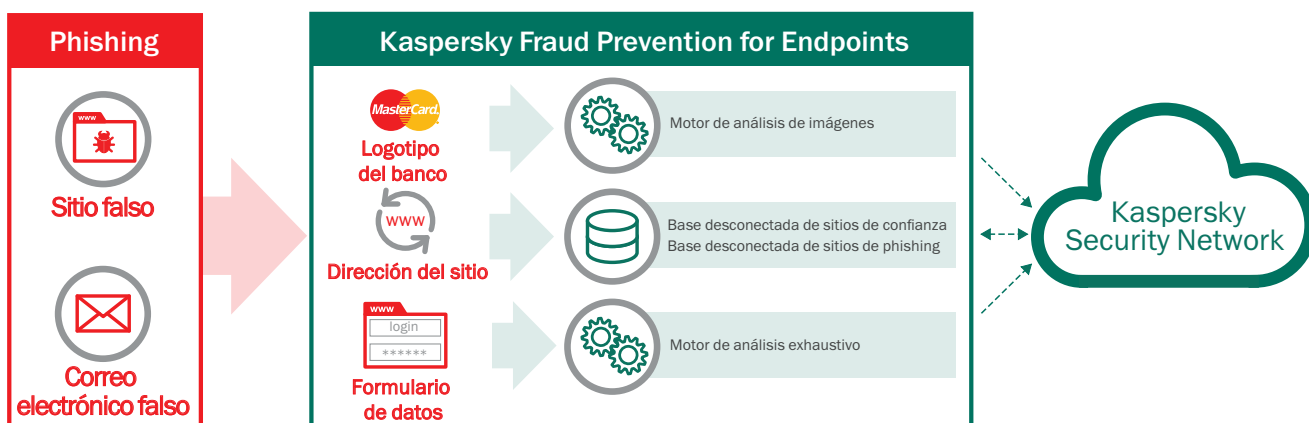 Phishing
www
Sitio falso
Correo
electrónico falso
Kaspersky Fraud Prevention for Endpoints
MasterCard
Logotipo
del banco
Motor de análisis de imágenes
www
Dirección del sitio
Base desconectada de sitios de confianza
Base desconectada de sitios de phishing
www
login
******
Formulario
de datos
Motor de análisis exhaustivo
Kaspersky
Security Network